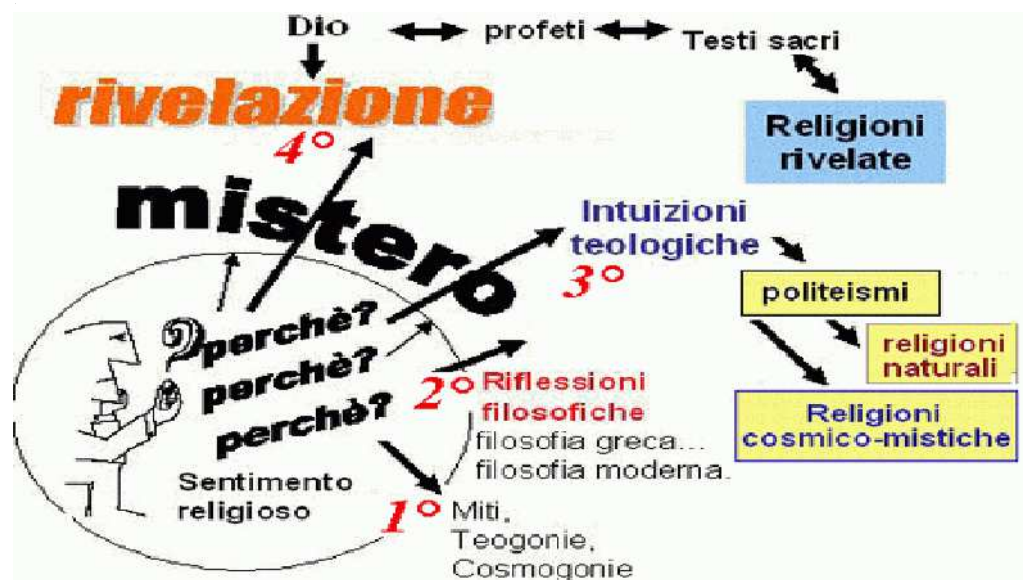 Dio
profeti
Testi sacri
rivelazione
4°
Religioni
rivelate
mistero
Intuizioni
teologiche
3°
politeismi
religioni
naturali
Religioni
cosmico-mistiche
perchè?
perchè?
perchè?
2° Riflessioni
filosofiche
filosofia greca...
filosofia moderna.
Sentimento
religioso
1° Miti,
Teogonie,
Cosmogonie